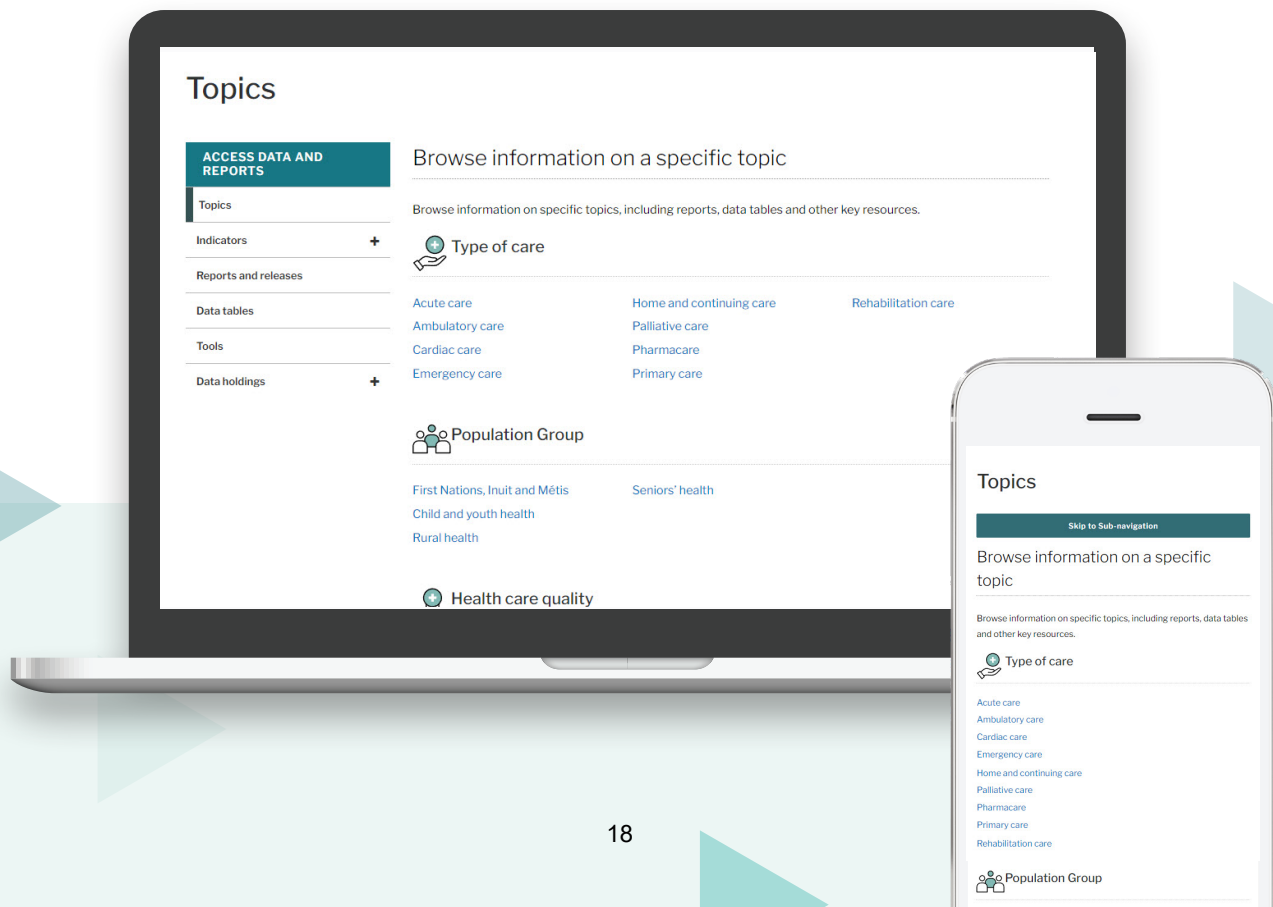 Topics
ACCESS DATA AND
REPORTS
Topics
Indicators +
Reports and releases
Data tables
Tools
Data holdings +
Browse information on a specific topic
Browse information on specific topics, including reports, data tables and other key resources.
Type of care
Acute care
Ambulatory care
Cardiac care
Emergency care
Home and continuing care
Palliative care
Pharmacare
Primary care
Rehabilitation care
Population Group
First Nations, Inuit and Métis
Child and youth health
Rural health
Seniors' health
Health care quality
Topics
Skip to Sub-navigation
Browse information on a specific
topic
Browse information on specific topics, including reports, data tables
and other key resources.
Type of care
Acute care
Ambulatory care
Cardiac care
Emergency care
Home and continuing care
Palliative care
Pharmacare
Primary care
Rehabilitation care
Population Group
18